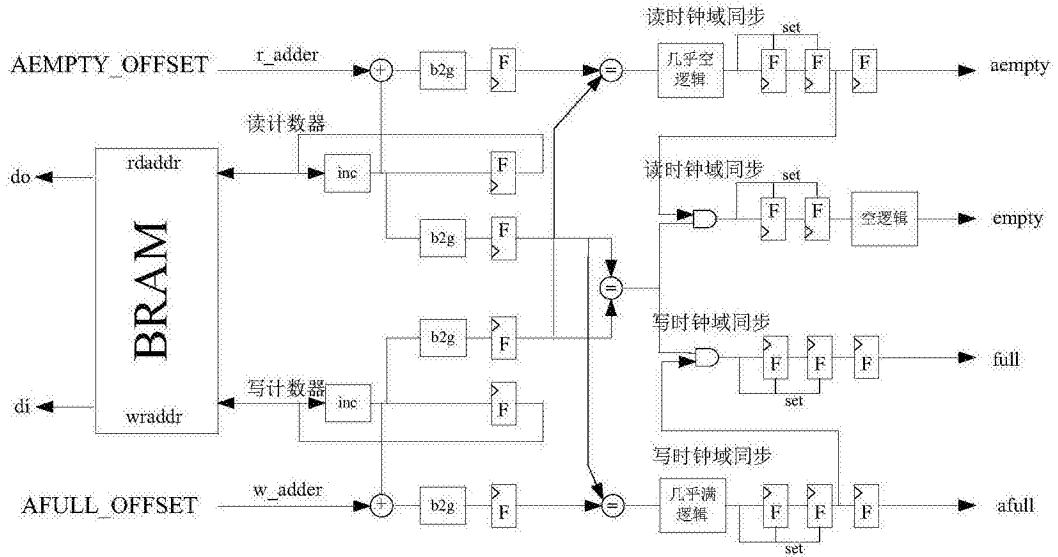 读时钟域同步
set
AEMPTY_OFFSET
r_adder
+
b2g
F
=
几乎空
逻辑
F
F
F
aempty
读计数器
do
rdaddr
inc
F
读时钟域同步
set
b2g
F
F
F
空逻辑
empty
BRAM
=
写时钟域同步
b2g
F
F
F
F
full
set
di
写计数器
wraddr
inc
F
写时钟域同步
AFULL_OFFSET
w_adder
+
b2g
F
=
几乎满
逻辑
F
F
F
afull
set